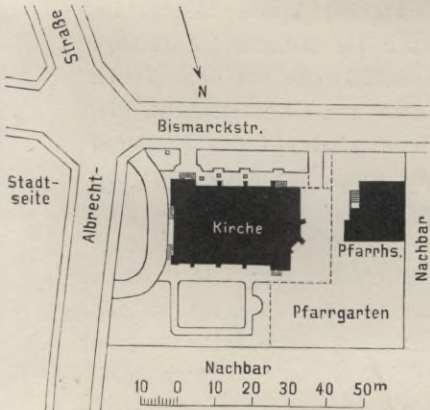 Straße
N
Bismarckstr.
Stadt-
seite
Albrecht-
Kirche
Pfarrhs.
Nachbar
Pfarrgarten
Nachbar
10 0 10 20 30 40 50m